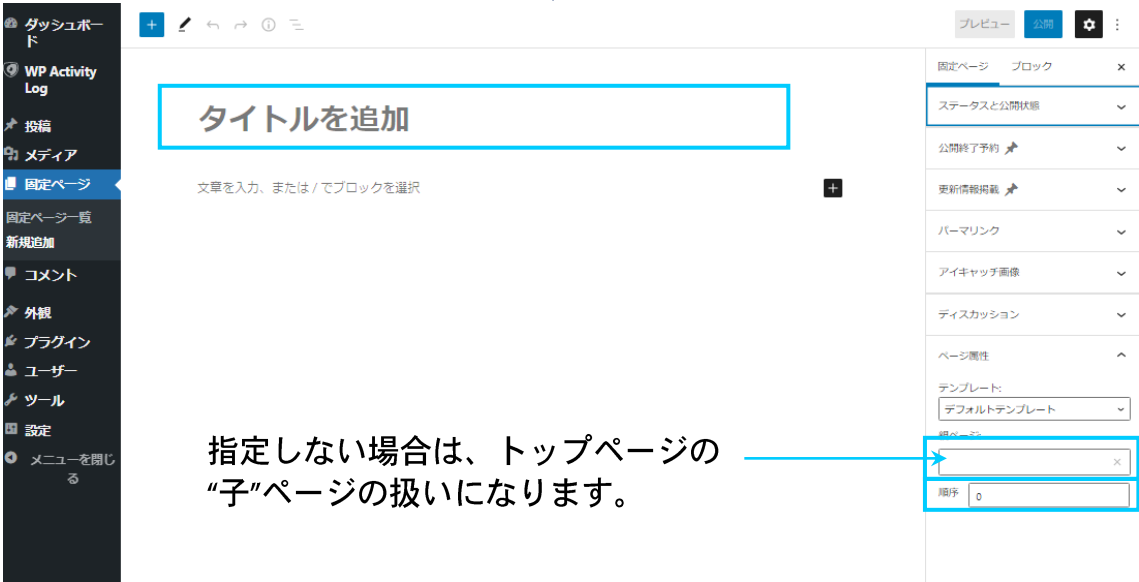 ダッシュボー
ド
WP Activity
Log
投稿
メディア
固定ページ
固定ページ一覧
新規追加
コメント
外観
プラグイン
ユーザー
ツール
設定
メニューを閉じ
る
プレビュー 公開
タイトルを追加
文章を入力、または / でブロックを選択
指定しない場合は、トップページの
“子”ページの扱いになります。
固定ページ ブロック
ステータスと公開状態
公開終了予約
更新情報掲載
パーマリンク
アイキャッチ画像
ディスカッション
ページ属性
テンプレート:
デフォルトテンプレート
親ページ:
順序 0